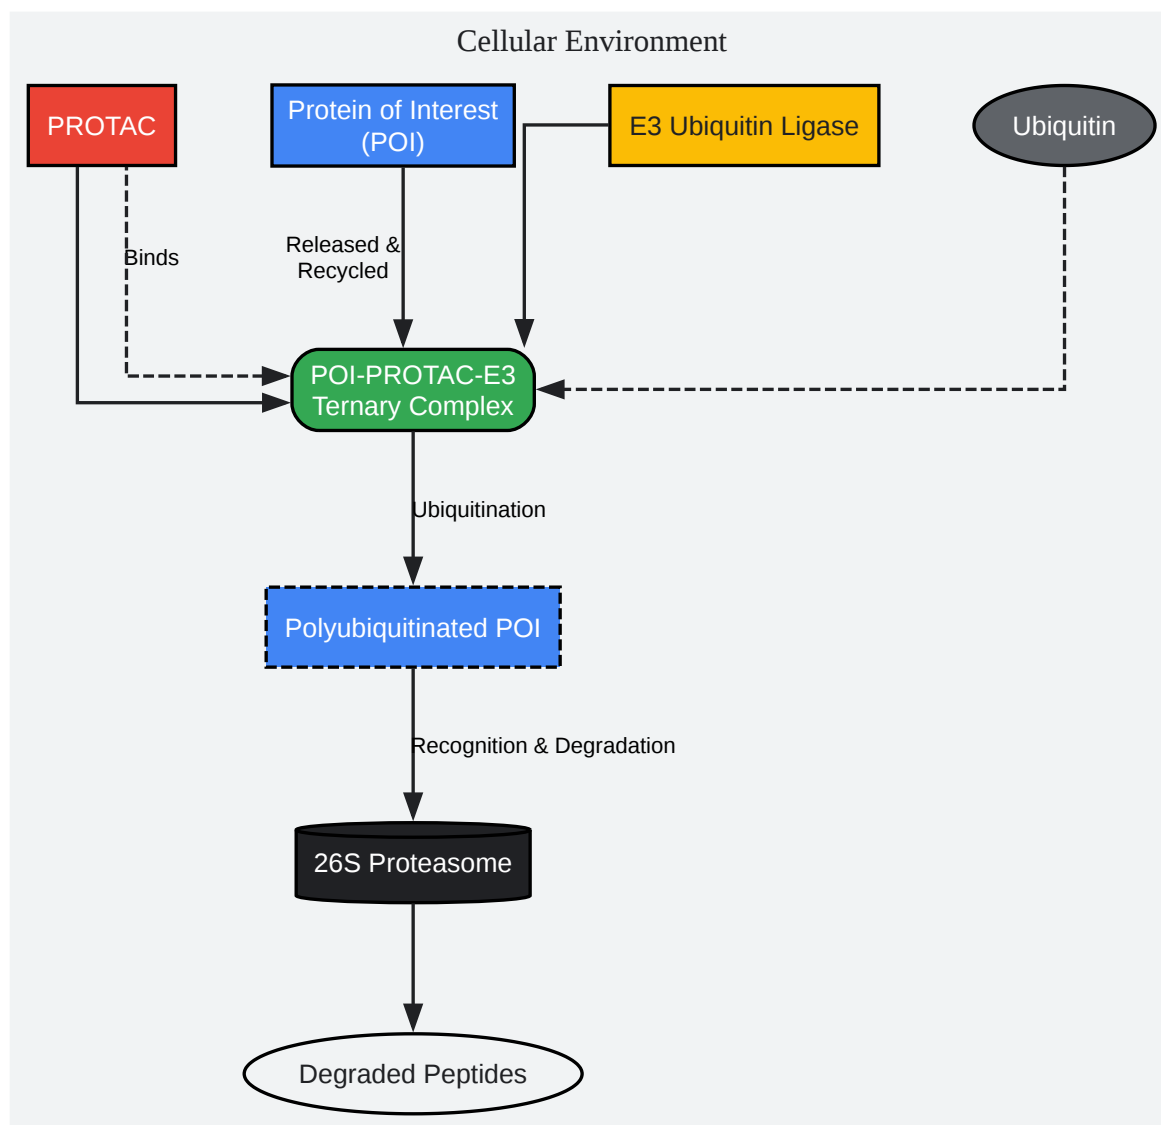 Cellular Environment
PROTAC
Protein of Interest
(POI)
E3 Ubiquitin Ligase
Ubiquitin
Binds
Released &
Recycled
POI-PROTAC-E3
Ternary Complex
Ubiquitination
Polyubiquitinated POI
Recognition & Degradation
26S Proteasome
Degraded Peptides